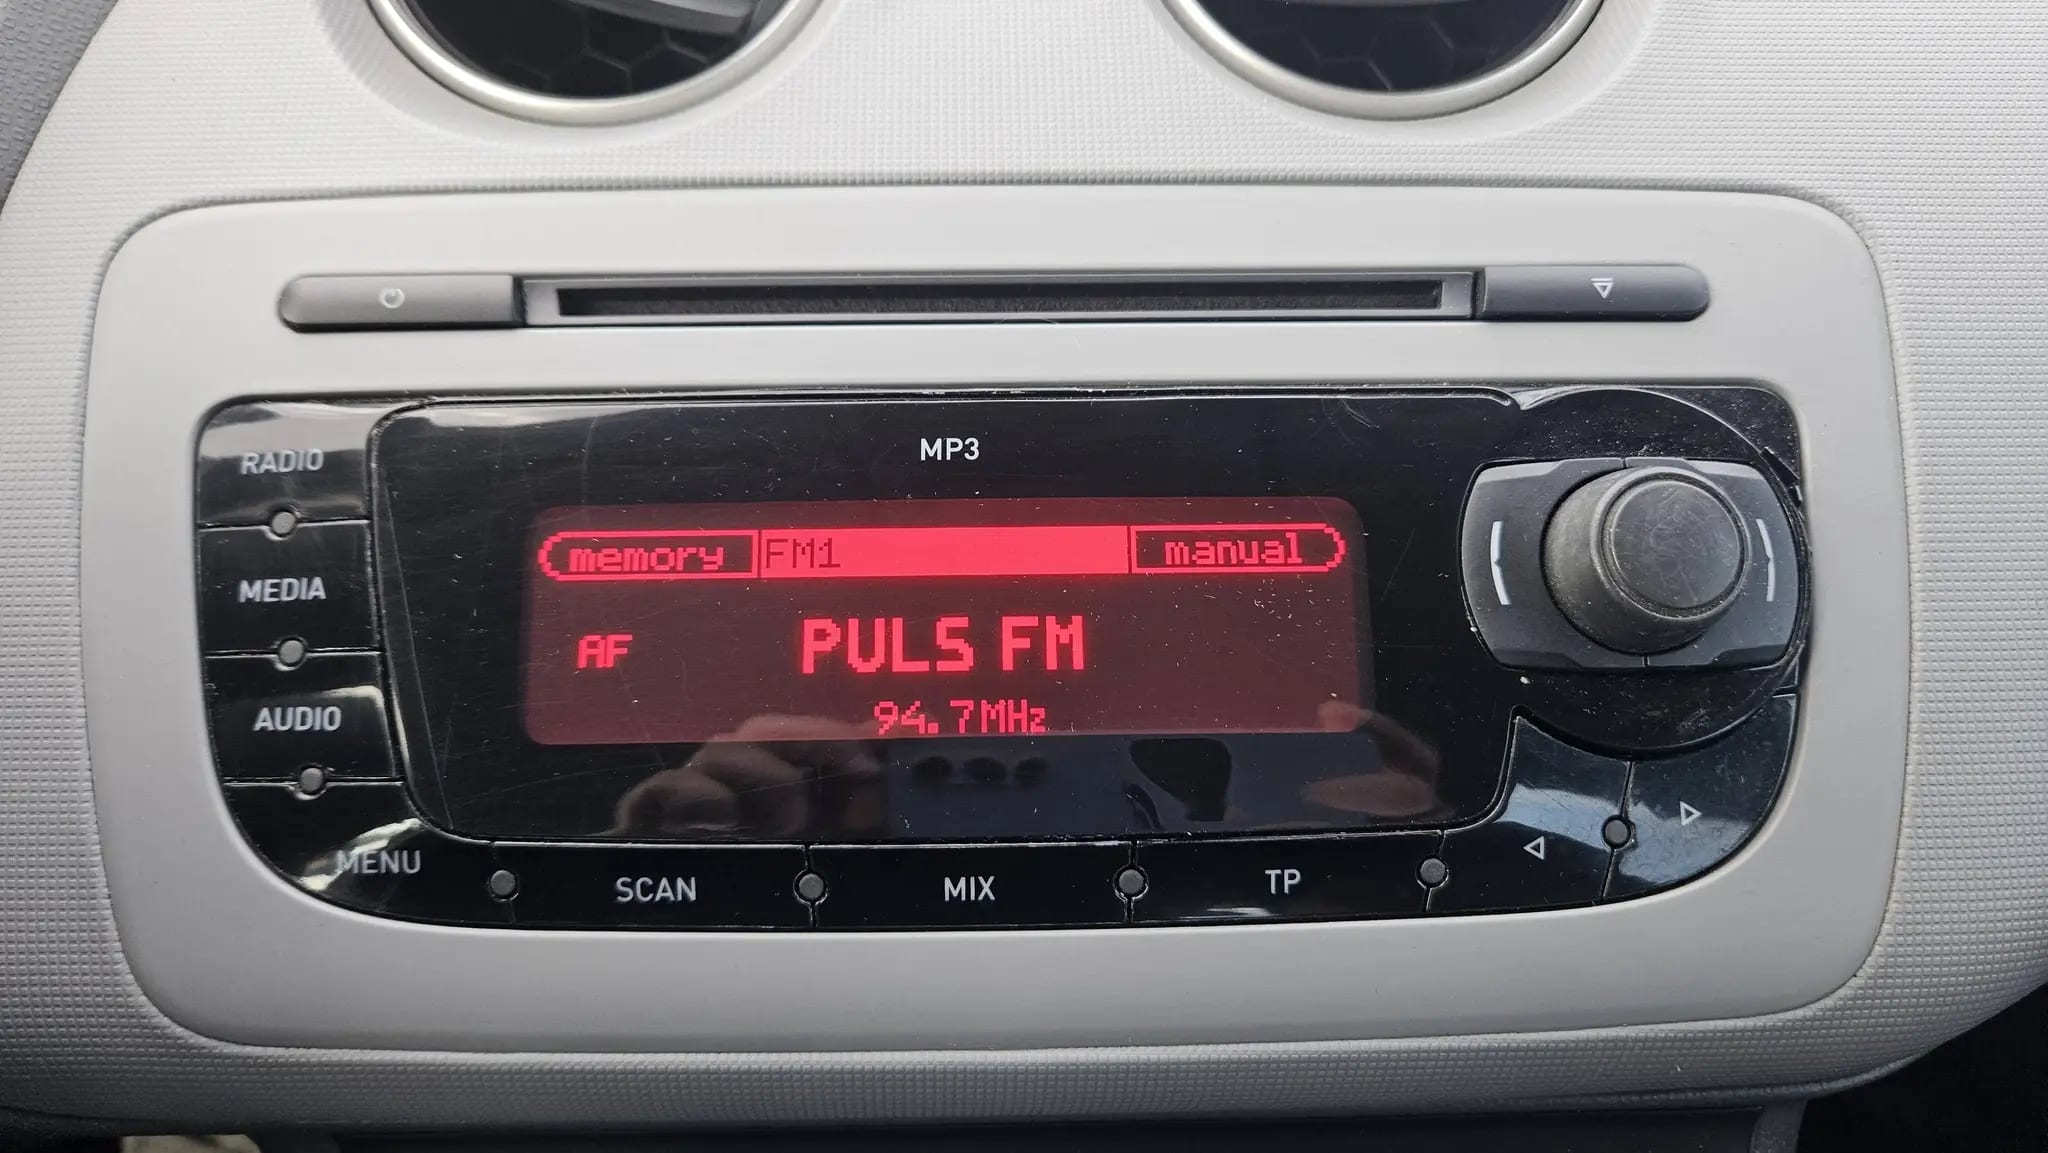 MP3
RADIO
MEDIA
AUDIO
MENU
memory FM1 manual
AF PULS FM
94.7MHz
SCAN MIX TP